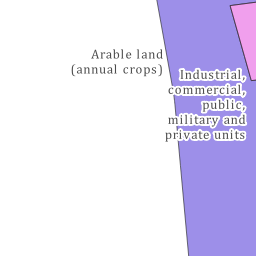 Arable land
(annual crops)
Industrial,
commercial,
public,
military and
private units